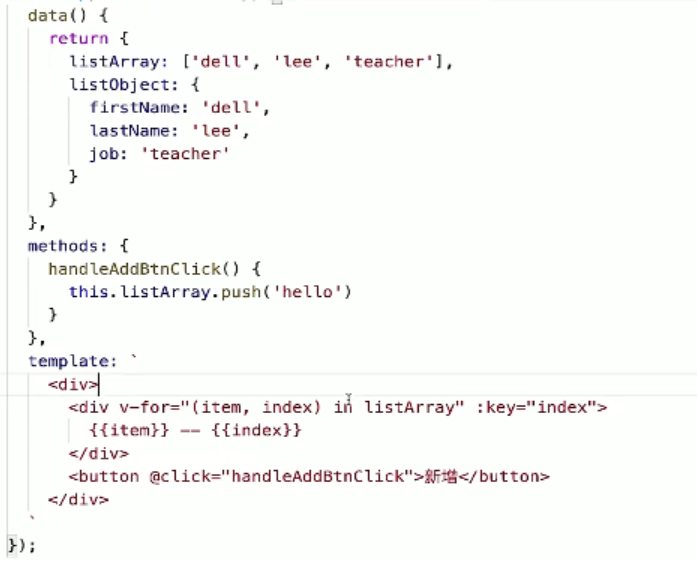 data() {
return {
listArray: ['dell', 'lee', 'teacher'],
listObject: {
firstName: 'dell',
lastName: 'lee',
job: 'teacher'
}
}
},
methods: {
handleAddBtnClick() {
this.listArray.push('hello')
}
},
template: `
<div>
<div v-for="(item, index) in listArray" :key="index">
{{item}} -- {{index}}
</div>
<button @click="handleAddBtnClick">新增</button>
</div>
`
});